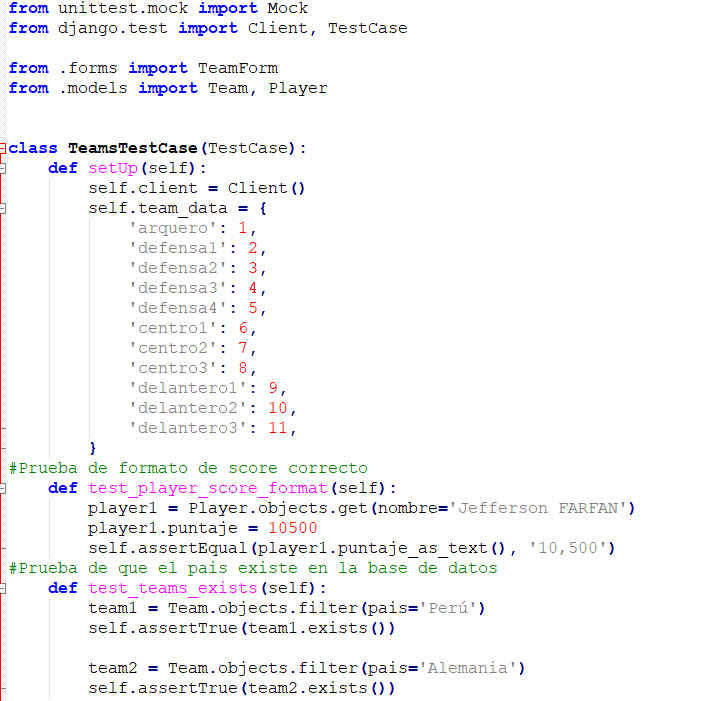 from unittest.mock import Mock
from django.test import Client, TestCase

from .forms import TeamForm
from .models import Team, Player


class TeamsTestCase(TestCase):
    def setUp(self):
        self.client = Client()
        self.team_data = {
            'arquero': 1,
            'defensa1': 2,
            'defensa2': 3,
            'defensa3': 4,
            'defensa4': 5,
            'centro1': 6,
            'centro2': 7,
            'centro3': 8,
            'delantero1': 9,
            'delantero2': 10,
            'delantero3': 11,
        }
#Prueba de formato de score correcto
    def test_player_score_format(self):
        player1 = Player.objects.get(nombre='Jefferson FARFAN')
        player1.puntaje = 10500
        self.assertEqual(player1.puntaje_as_text(), '10,500')
#Prueba de que el pais existe en la base de datos
    def test_teams_exists(self):
        team1 = Team.objects.filter(pais='Perú')
        self.assertTrue(team1.exists())

        team2 = Team.objects.filter(pais='Alemania')
        self.assertTrue(team2.exists())